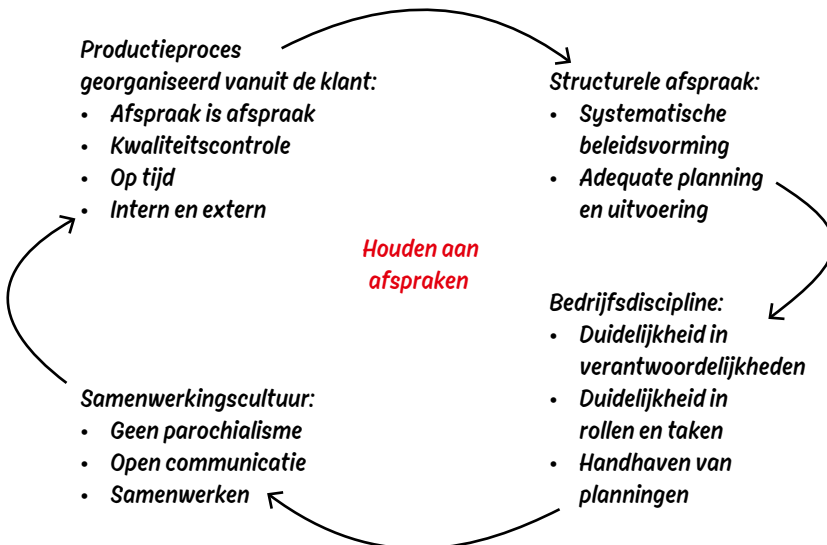 Productieproces
georganiseerd vanuit de klant:
• Afspraak is afspraak
• Kwaliteitscontrole
• Op tijd
• Intern en extern
Structurele afspraak:
• Systematische
beleidsvorming
• Adequate planning
en uitvoering
Houden aan
afspraken
Bedrijfsdiscipline:
• Duidelijkheid in
verantwoordelijkheden
• Duidelijkheid in
rollen en taken
• Handhaven van
planningen
Samenwerkingscultuur:
• Geen parochialisme
• Open communicatie
• Samenwerken